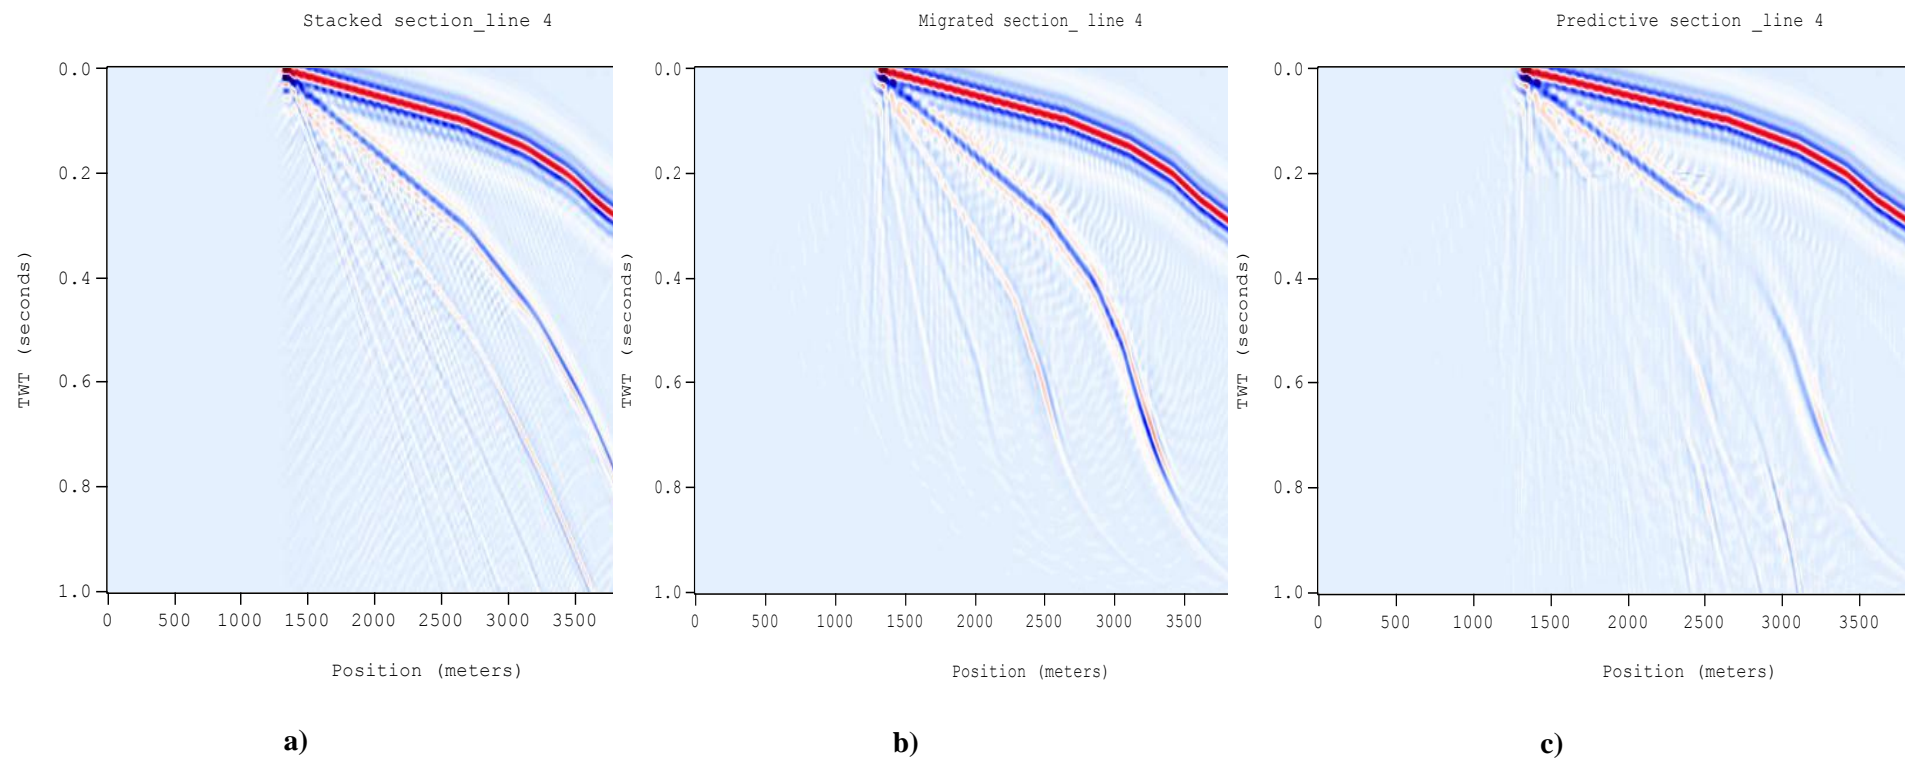 Stacked section_line 4
Migrated section_ line 4
Predictive section _line 4
TWT (seconds)
0.0
0.2
0.4
0.6
0.8
1.0
0 500 1000 1500 2000 2500 3000 3500
Position (meters)
a)
TWT (seconds)
0.0
0.2
0.4
0.6
0.8
1.0
0 500 1000 1500 2000 2500 3000 3500
Position (meters)
b)
TWT (seconds)
0.0
0.2
0.4
0.6
0.8
1.0
0 500 1000 1500 2000 2500 3000 3500
Position (meters)
c)